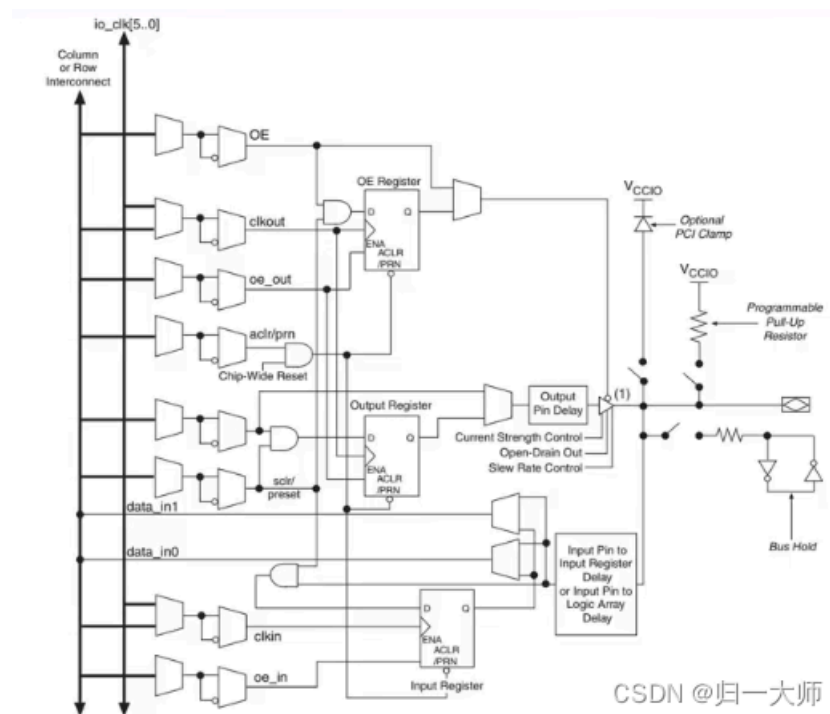 io_clk[5..0]
Column
or Row
Interconnect
OE
OE Register
D Q
ENA
ACLR
/PRN
clkout
oe_out
aclr/prn
Chip-Wide Reset
VCCIO
Optional
PCI Clamp
VCCIO
Programmable
Pull-Up
Resistor
Output Register
D Q
ENA
ACLR
/PRN
Output
Pin Delay
(1)
Current Strength Control
Open-Drain Out
Slew Rate Control
sclr/
preset
data_in1
data_in0
Bus Hold
Input Pin to
Input Register
Delay
or Input Pin to
Logic Array
Delay
D Q
ENA
ACLR
/PRN
clkin
oe_in
Input Register
CSDN @归一大师